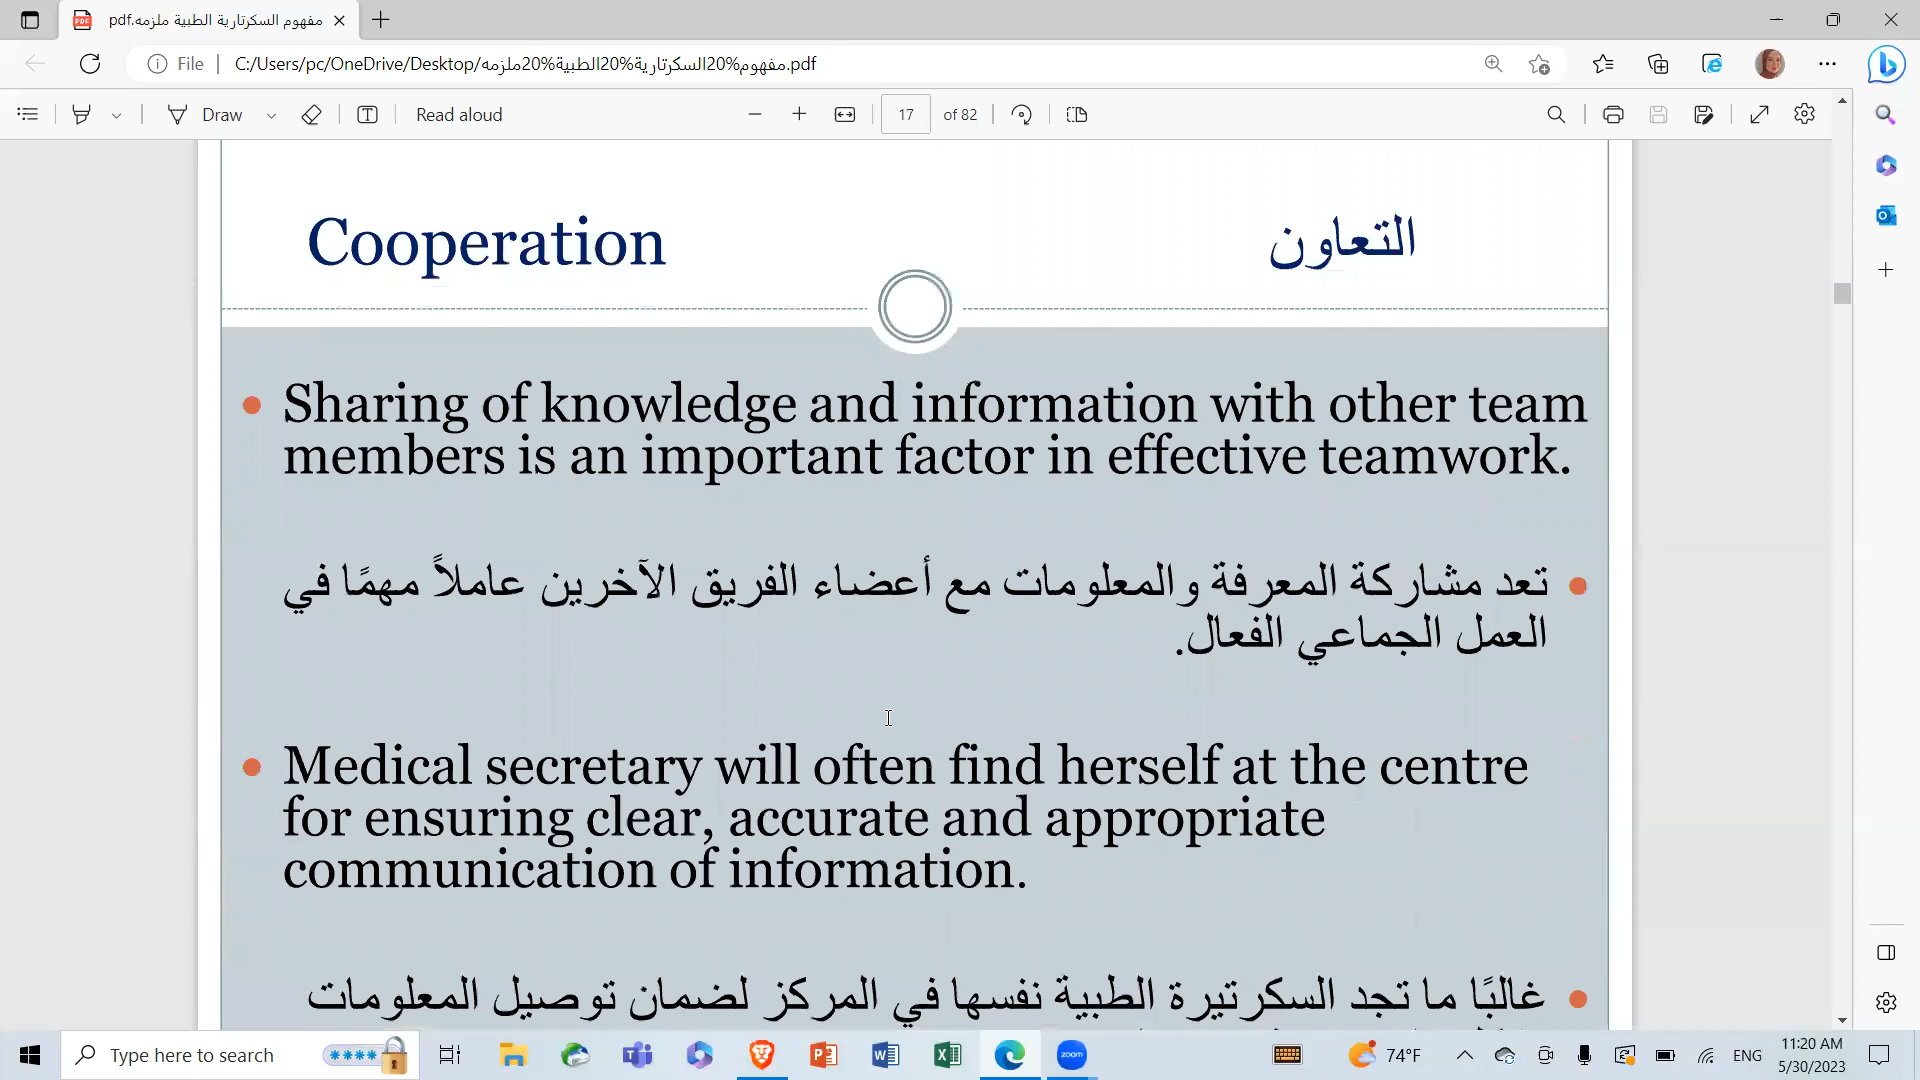 مفهوم السكرتارية الطبية ملزمه.pdf
File
C:/Users/pc/OneDrive/Desktop/مفهوم%20السكرتارية%20الطبية%20ملزمه.pdf
Draw
Read aloud
17 of 82
Cooperation
التعاون
Sharing of knowledge and information with other team
members is an important factor in effective teamwork.
تعد مشاركة المعرفة والمعلومات مع أعضاء الفريق الآخرين عاملاً مهمًا في
العمل الجماعي الفعال.
Medical secretary will often find herself at the centre
for ensuring clear, accurate and appropriate
communication of information.
غالبًا ما تجد السكرتيرة الطبية نفسها في المركز لضمان توصيل المعلومات
Type here to search
zoom
74°F
ENG
11:20 AM
5/30/2023